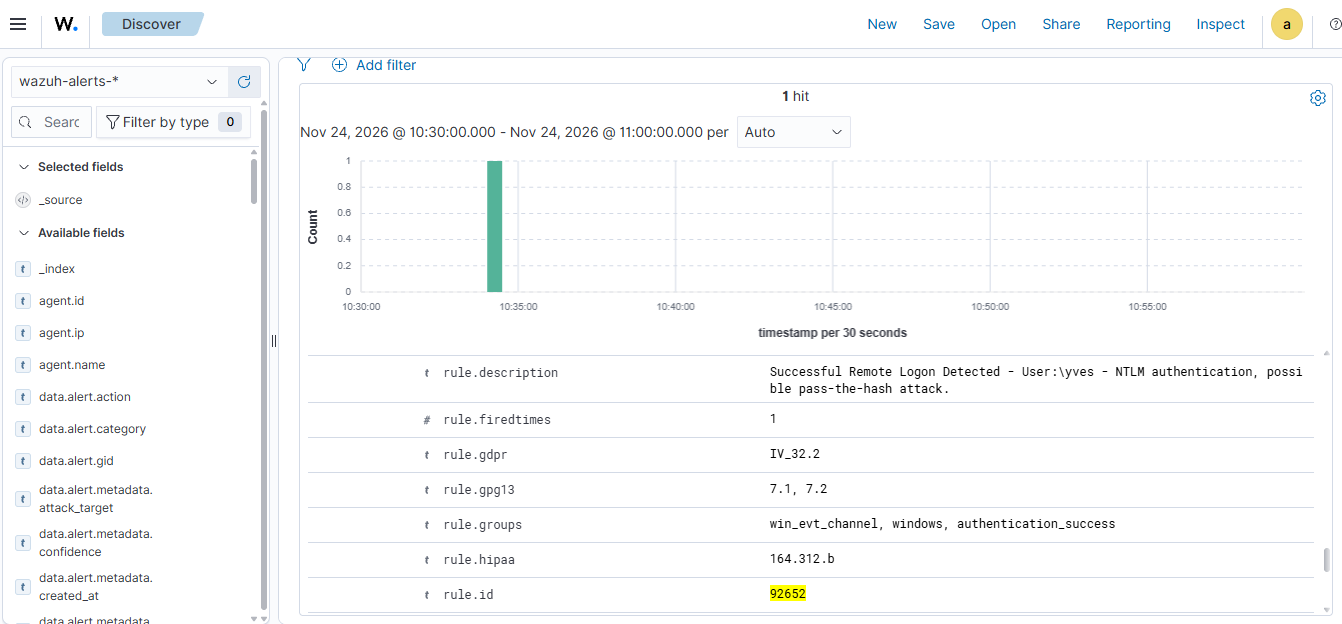 W. Discover New Save Open Share Reporting Inspect a
wazuh-alerts-*
Filter by type 0
Selected fields
_source
Available fields
t _index
t agent.id
t agent.ip
t agent.name
t data.alert.action
t data.alert.category
t data.alert.gid
t data.alert.metadata.
attack_target
t data.alert.metadata.
confidence
t data.alert.metadata.
created_at
data.alert.metadata.
Add filter
1 hit
Nov 24, 2026 @ 10:30:00.000 - Nov 24, 2026 @ 11:00:00.000 per Auto
Count
1
0.8
0.6
0.4
0.2
0
10:30:00 10:35:00 10:40:00 10:45:00 10:50:00 10:55:00
timestamp per 30 seconds
t rule.description Successful Remote Logon Detected - User:\yves - NTLM authentication, possi
ble pass-the-hash attack.
# rule.firedtimes 1
t rule.gdpr IV_32.2
t rule.gpg13 7.1, 7.2
t rule.groups win_evt_channel, windows, authentication_success
t rule.hipaa 164.312.b
t rule.id 92652